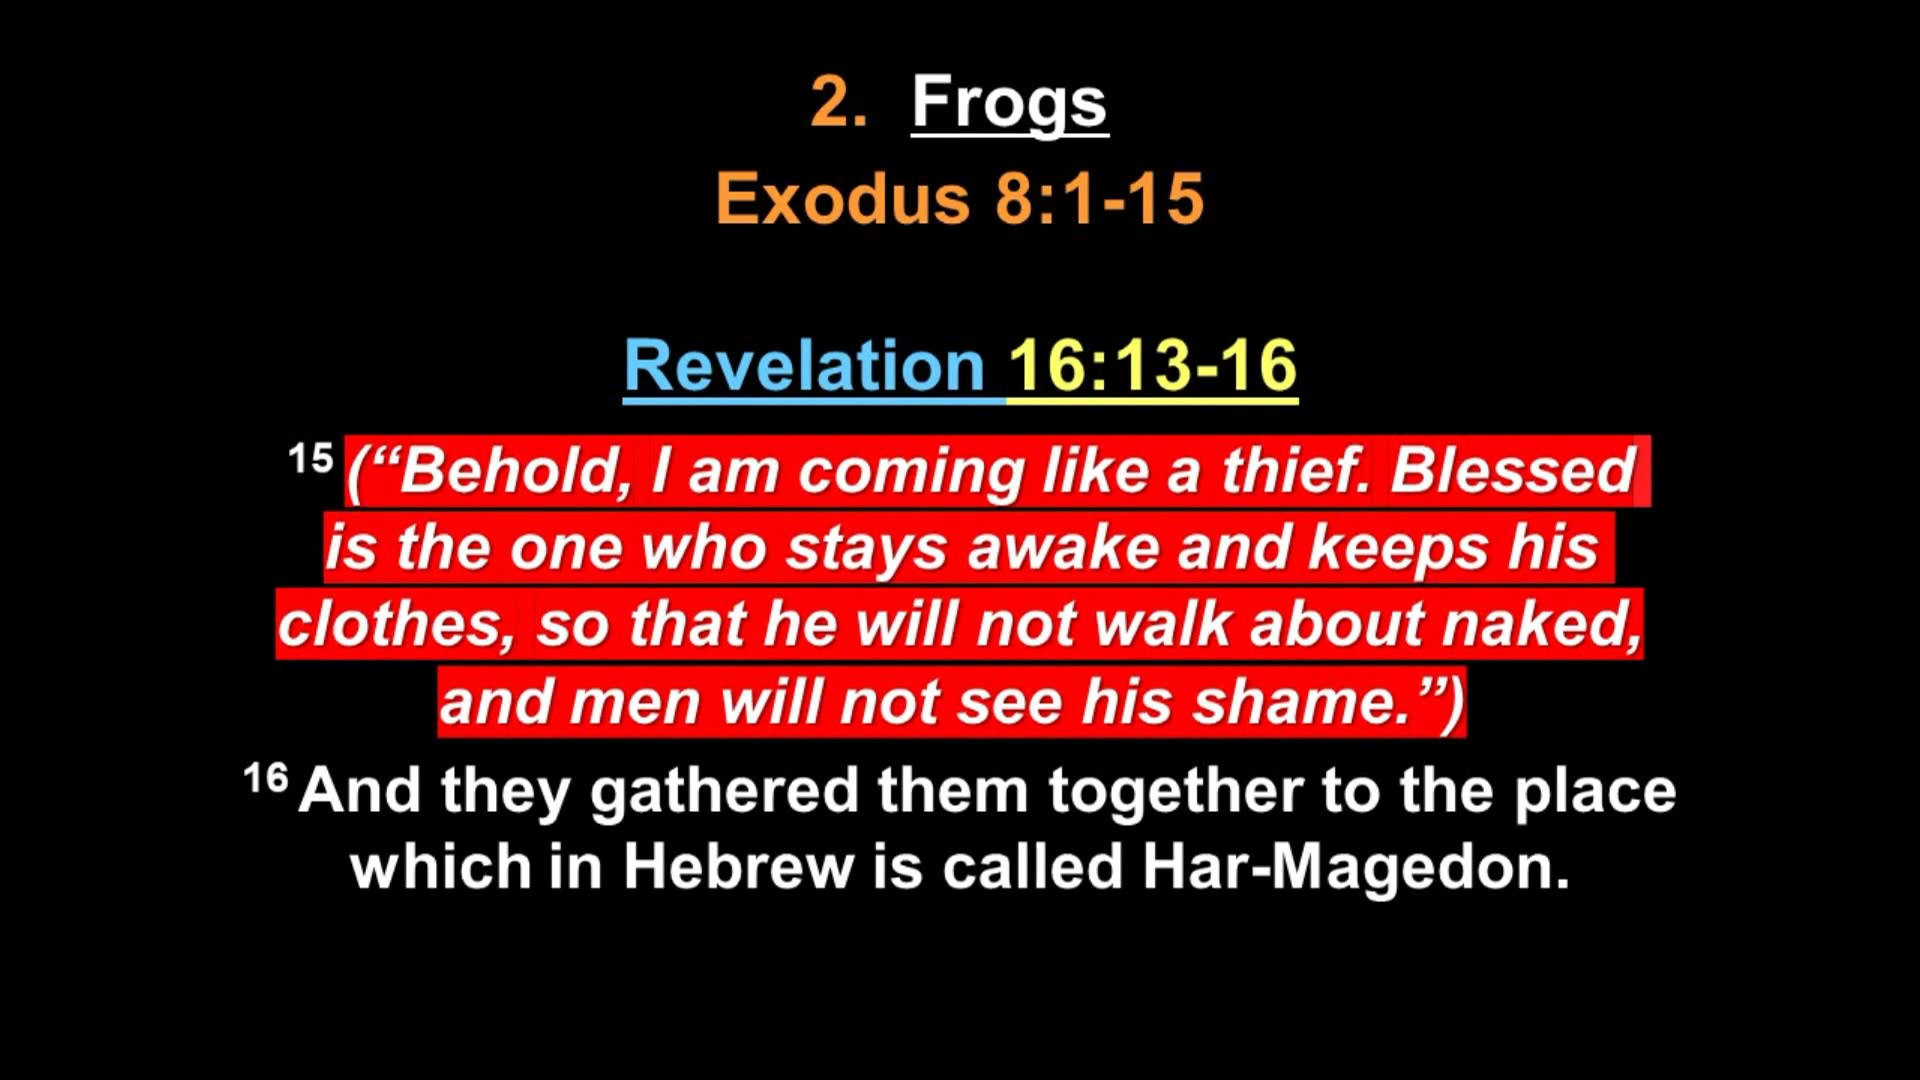 2. Frogs
Exodus 8:1-15
Revelation 16:13-16
15 (“Behold, I am coming like a thief. Blessed
is the one who stays awake and keeps his
clothes, so that he will not walk about naked,
and men will not see his shame.”)
16 And they gathered them together to the place
which in Hebrew is called Har-Magedon.